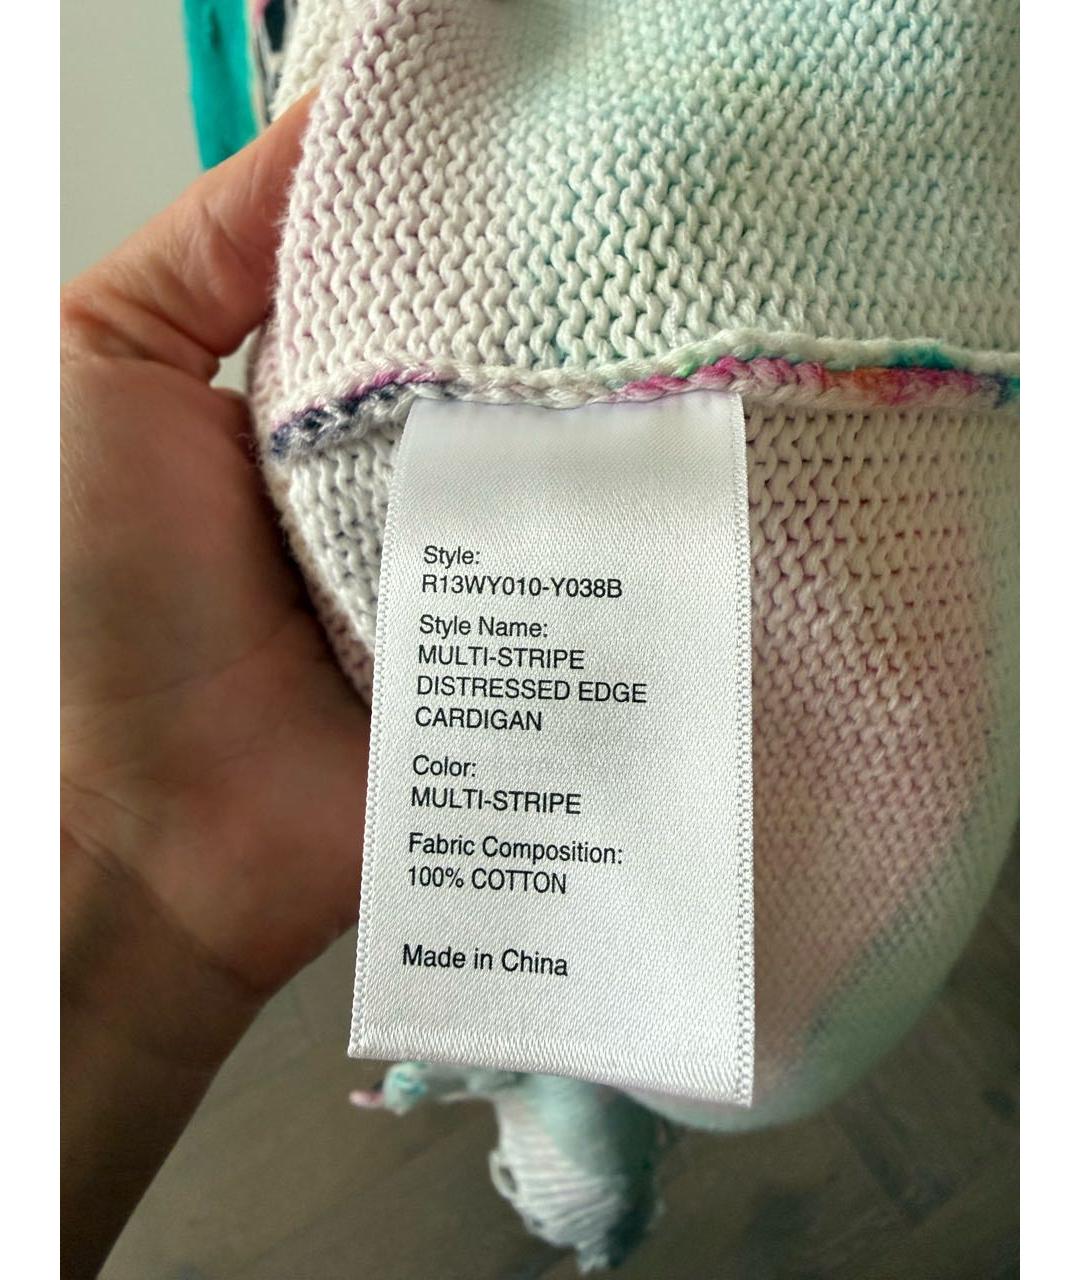 Style:
R13WY010-Y038B
Style Name:
MULTI-STRIPE
DISTRESSED EDGE
CARDIGAN
Color:
MULTI-STRIPE
Fabric Composition:
100% COTTON
Made in China